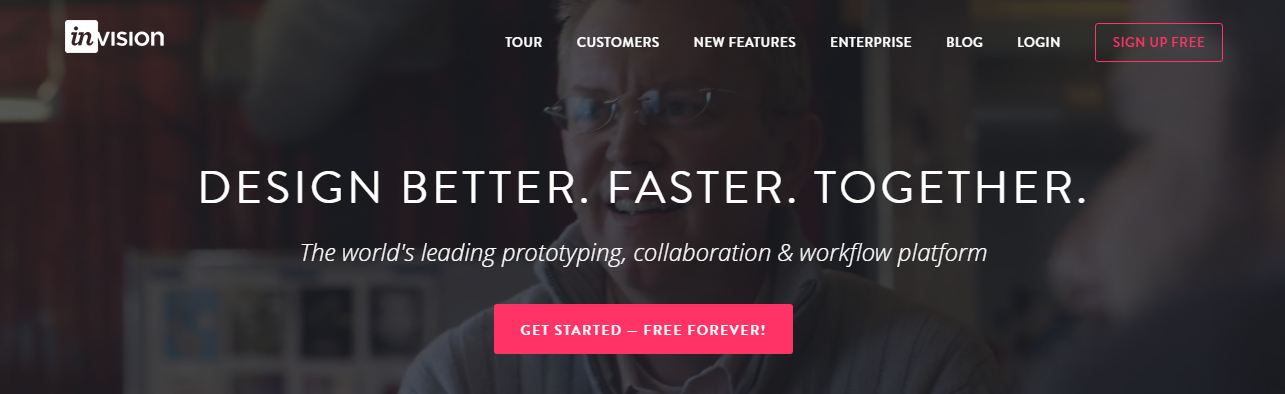 invision
TOUR CUSTOMERS NEW FEATURES ENTERPRISE BLOG LOGIN SIGN UP FREE
DESIGN BETTER. FASTER. TOGETHER.
The world's leading prototyping, collaboration & workflow platform
GET STARTED — FREE FOREVER!